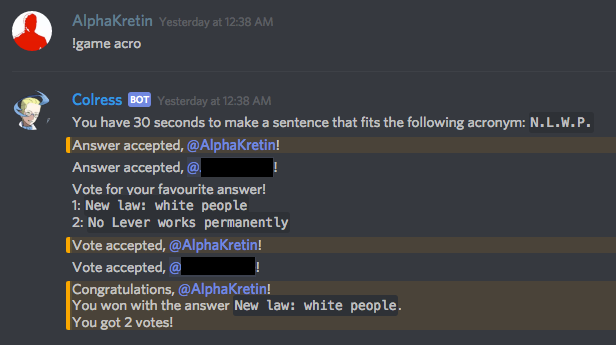 AlphaKretin Yesterday at 12:38 AM
!game acro
Colress BOT Yesterday at 12:38 AM
You have 30 seconds to make a sentence that fits the following acronym: N.L.W.P.
Answer accepted, @AlphaKretin!
Answer accepted, @!
Vote for your favourite answer!
1: New law: white people
2: No Lever works permanently
Vote accepted, @AlphaKretin!
Vote accepted, @!
Congratulations, @AlphaKretin!
You won with the answer New law: white people.
You got 2 votes!